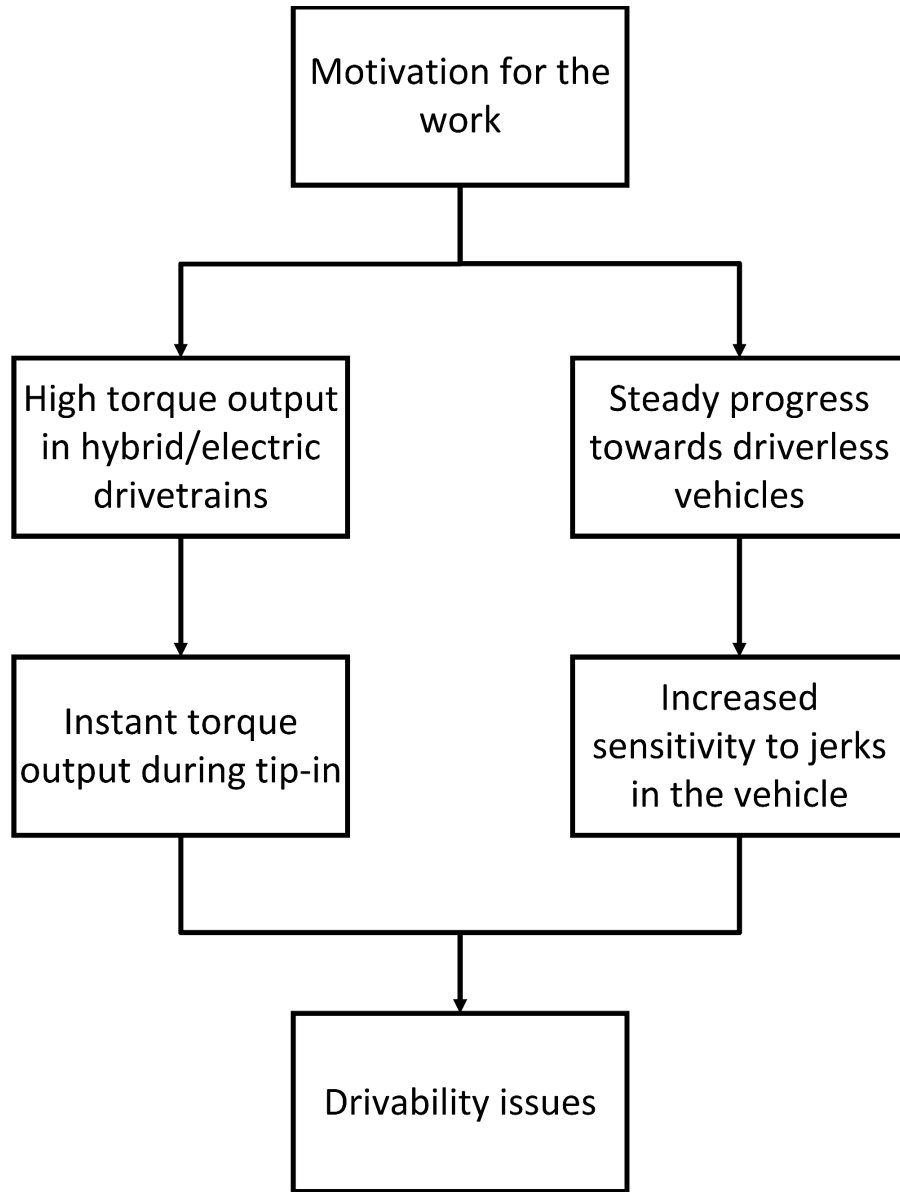 Motivation for the
work
High torque output
in hybrid/electric
drivetrains
Steady progress
towards driverless
vehicles
Instant torque
output during tip-in
Increased
sensitivity to jerks
in the vehicle
Drivability issues